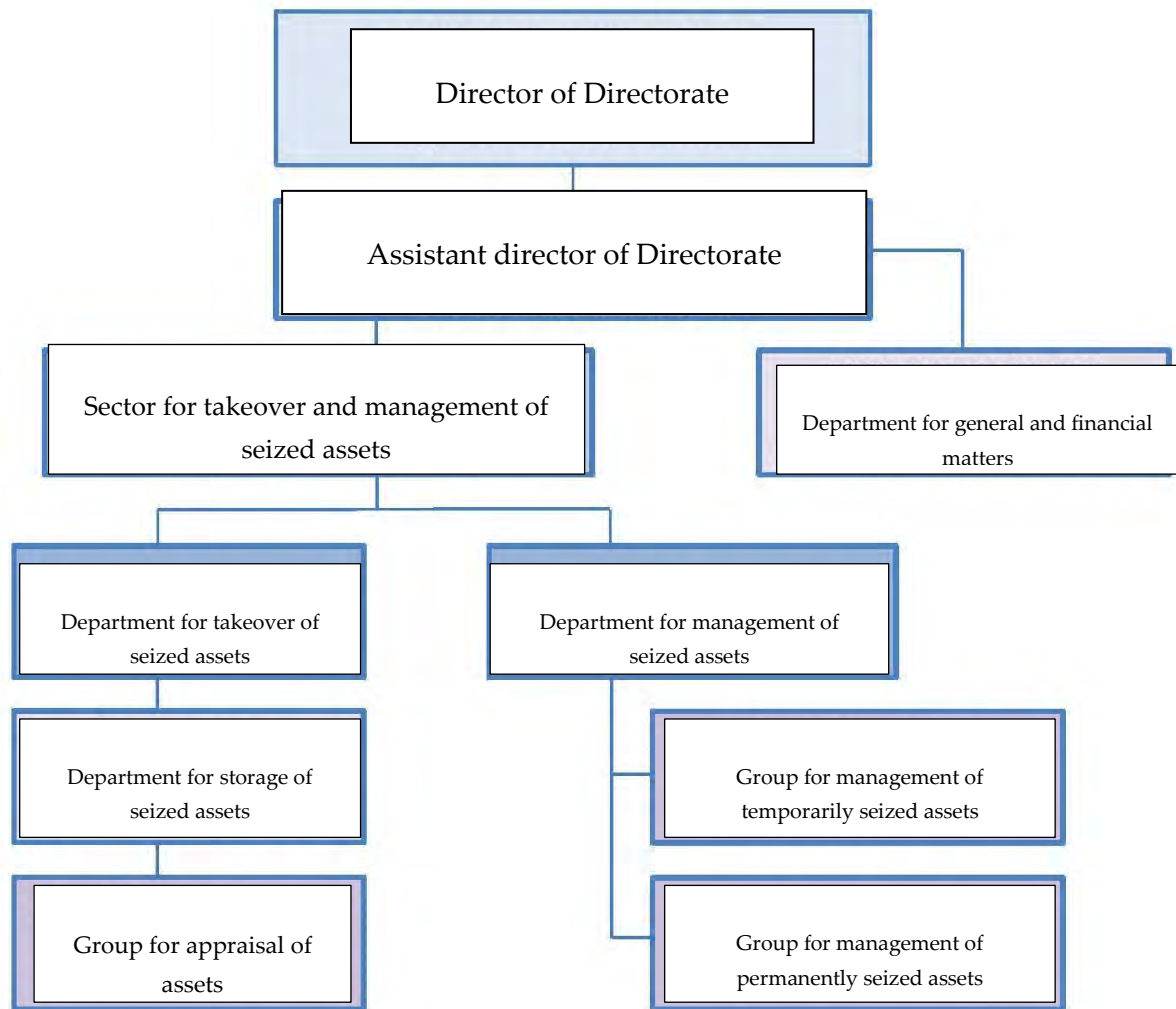 Director of Directorate
Assistant director of Directorate
Sector for takeover and management of
seized assets
Department for general and financial
matters
Department for takeover of
seized assets
Department for management of
seized assets
Department for storage of
seized assets
Group for management of
temporarily seized assets
Group for appraisal of
assets
Group for management of
permanently seized assets